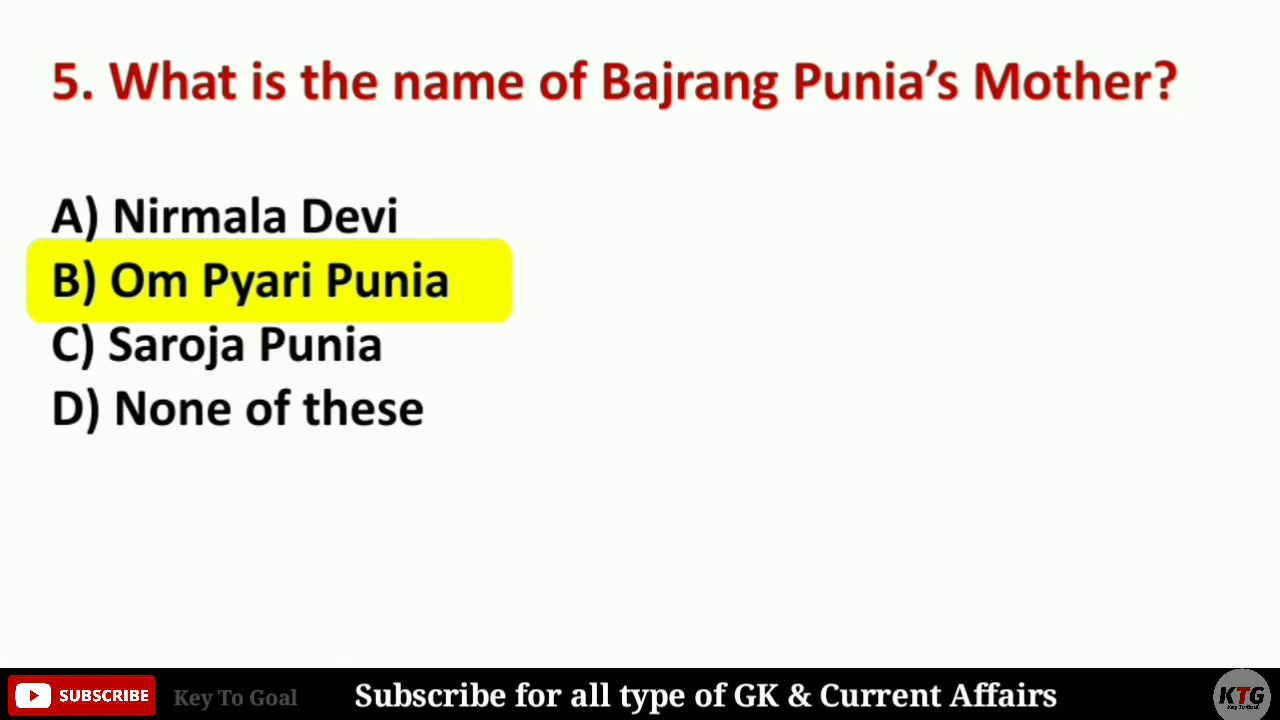 5. What is the name of Bajrang Punia’s Mother?
A) Nirmala Devi
B) Om Pyari Punia
C) Saroja Punia
D) None of these
SUBSCRIBE Key To Goal Subscribe for all type of GK & Current Affairs
KTG
Key To Goal